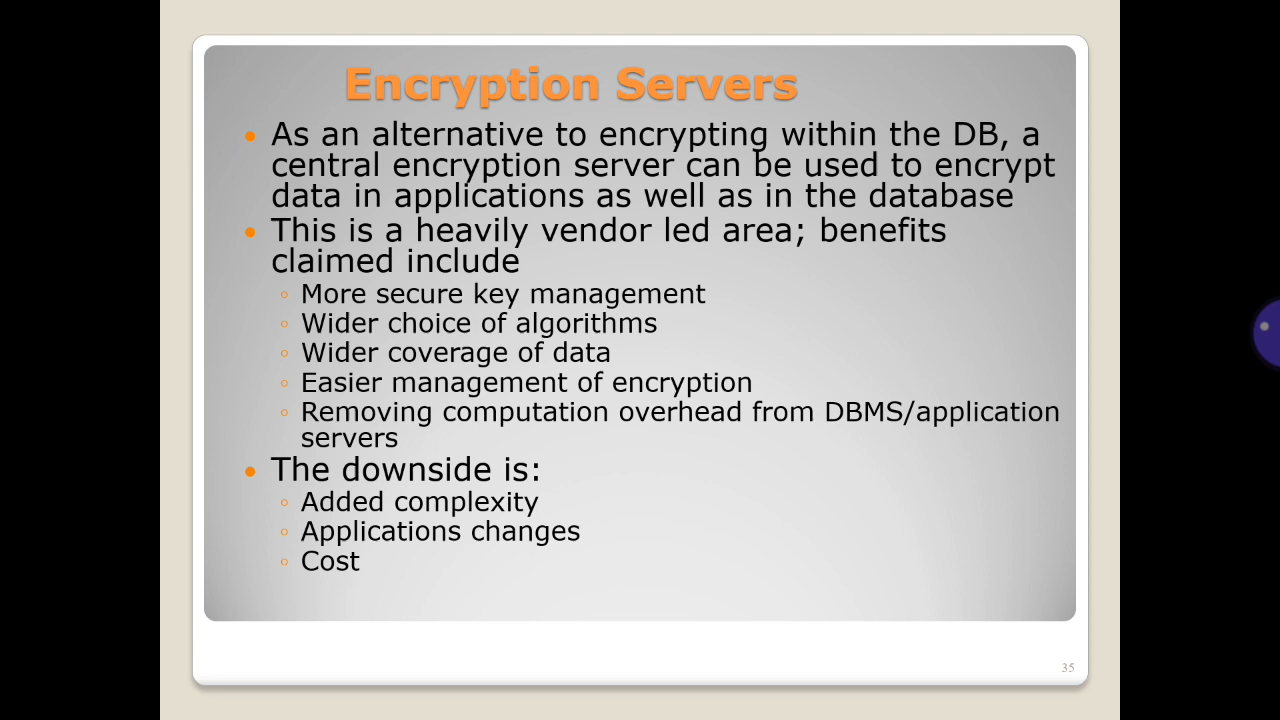 Encryption Servers
As an alternative to encrypting within the DB, a
central encryption server can be used to encrypt
data in applications as well as in the database
This is a heavily vendor led area; benefits
claimed include
More secure key management
Wider choice of algorithms
Wider coverage of data
Easier management of encryption
Removing computation overhead from DBMS/application
servers
The downside is:
Added complexity
Applications changes
Cost
35